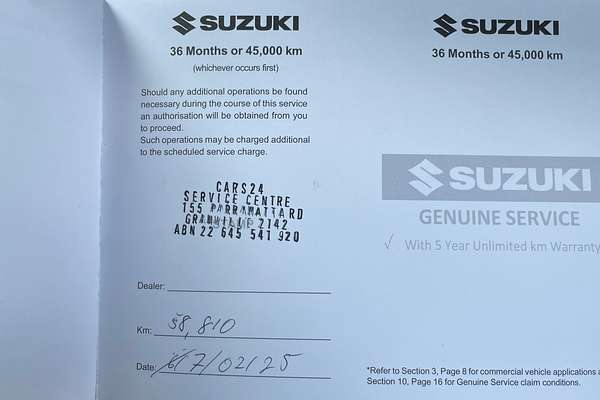 SUZUKI
36 Months or 45,000 km
(whichever occurs first)
Should any additional operations be found
necessary during the course of this service
an authorisation will be obtained from you
to proceed.
Such operations may be charged additional
to the scheduled service charge.
CARS24
SERVICE CENTRE
155 PARRAMATTA RD
GRANVILLE 2142
ABN 22 645 541 920
Dealer:
Km: 58,810
Date: 17/02/25
SUZUKI
36 Months or 45,000 km
SUZUKI
GENUINE SERVICE
√ With 5 Year Unlimited km Warranty
*Refer to Section 3, Page 8 for commercial vehicle applications a
Section 10, Page 16 for Genuine Service claim conditions.